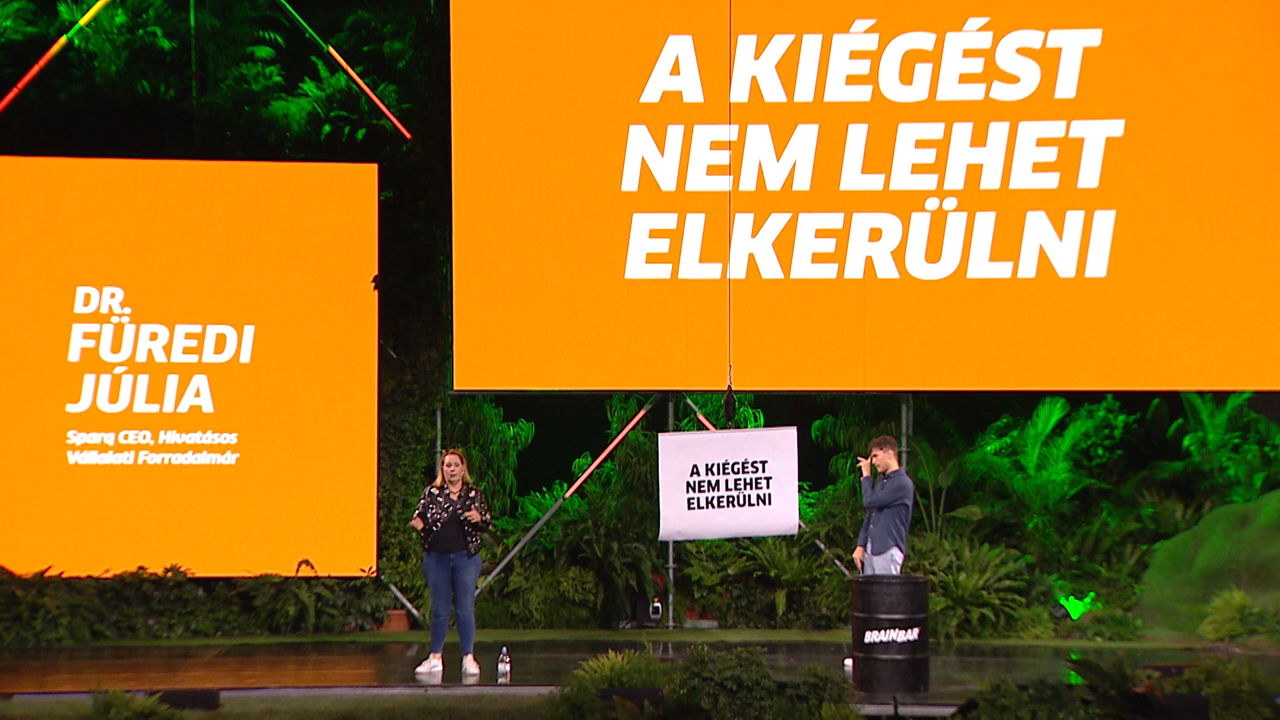 A KIÉGÉST
NEM LEHET
ELKERÜLNI
DR.
FÜREDI
JÚLIA
Sparq CEO, Hivatásos
Vállalati Forradalmár
A KIÉGÉST
NEM LEHET
ELKERÜLNI
BRAINBAR